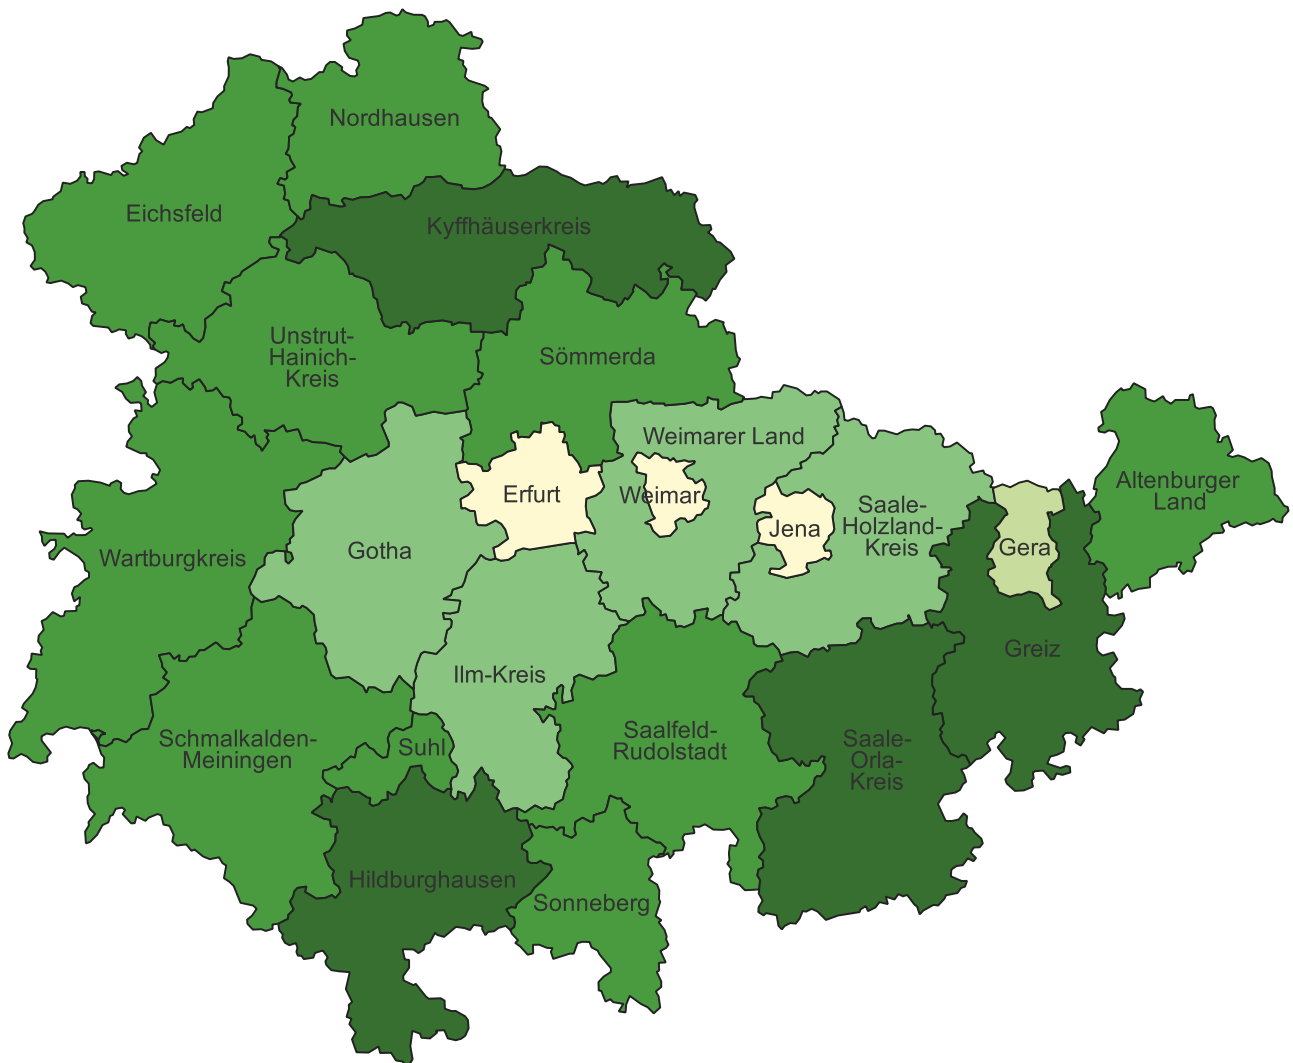 Nordhausen
Eichsfeld
Kyffhäuserkreis
Unstrut-
Hainich-
Kreis
Sömmerda
Weimarer Land
Erfurt
Weimar
Jena
Saale-
Holzland-
Kreis
Altenburger
Land
Gera
Wartburgkreis
Gotha
Ilm-Kreis
Greiz
Schmalkalden-
Meiningen
Suhl
Saalfeld-
Rudolstadt
Saale-
Orla-
Kreis
Hildburghausen
Sonneberg